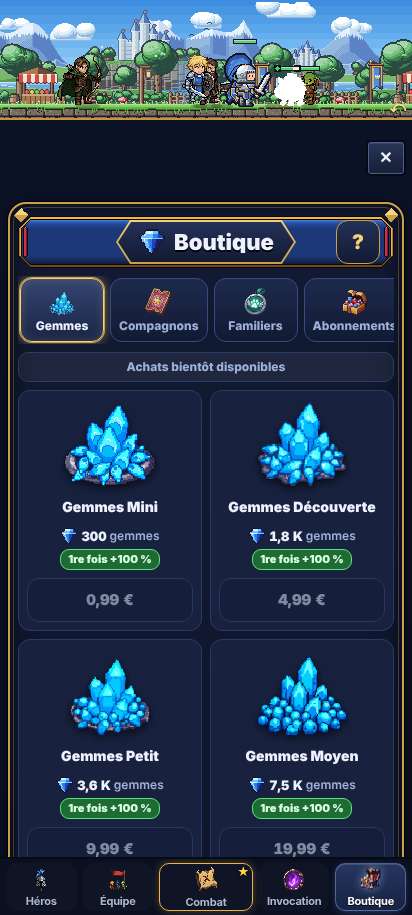 ×
Boutique
?
Gemmes
Compagnons
Familiers
Abonnements
Achats bientôt disponibles
Gemmes Mini
300 gemmes
1re fois +100 %
0,99 €
Gemmes Découverte
1,8 K gemmes
1re fois +100 %
4,99 €
Gemmes Petit
3,6 K gemmes
1re fois +100 %
9,99 €
Gemmes Moyen
7,5 K gemmes
1re fois +100 %
19,99 €
Héros
Équipe
Combat
Invocation
Boutique